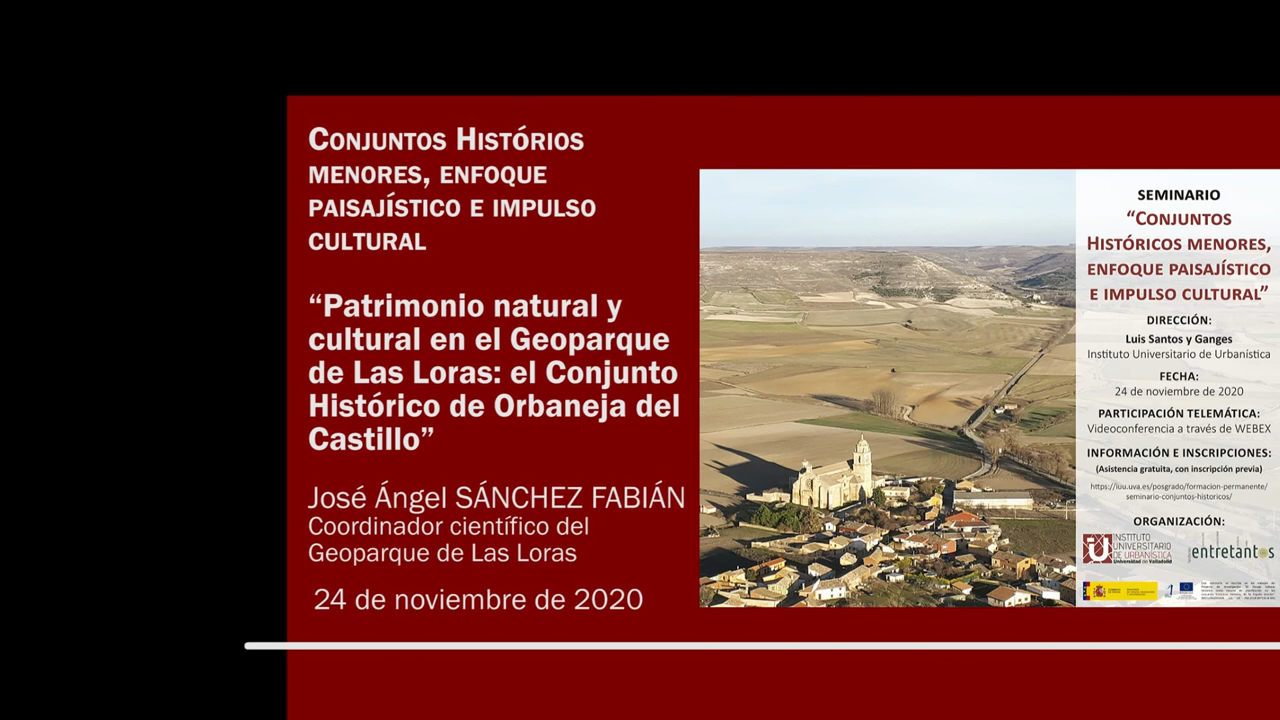 Conjuntos Histórios
menores, enfoque
paisajístico e impulso
cultural
“Patrimonio natural y
cultural en el Geoparque
de Las Loras: el Conjunto
Histórico de Orbaneja del
Castillo”
José Ángel SÁNCHEZ FABIÁN
Coordinador científico del
Geoparque de Las Loras
24 de noviembre de 2020
SEMINARIO
“Conjuntos
Históricos menores,
enfoque paisajístico
e impulso cultural”
DIRECCIÓN:
Luis Santos y Ganges
Instituto Universitario de Urbanística
FECHA:
24 de noviembre de 2020
PARTICIPACIÓN TELEMÁTICA:
Videoconferencia a través de WEBEX
INFORMACIÓN E INSCRIPCIONES:
(Asistencia gratuita, con inscripción previa)
https://iuu.uva.es/posgrado/formacion-permanente/
seminario-conjuntos-historicos/
ORGANIZACIÓN:
INSTITUTO
UNIVERSITARIO
DE URBANÍSTICA
Universidad de Valladolid
entretantos